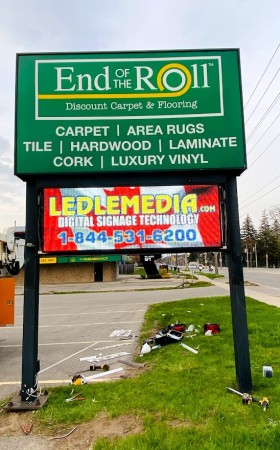 End OF THE Roll™
Discount Carpet & Flooring
CARPET | AREA RUGS
TILE | HARDWOOD | LAMINATE
CORK | LUXURY VINYL
LEDLEMEDIA.com
DIGITAL SIGNAGE TECHNOLOGY
1-844-531-6200